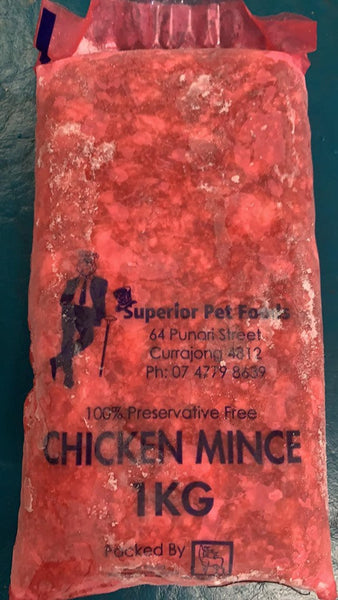 Superior Pet Foods
64 Punari Street
Currajong 4812
Ph: 07 4779 8639
100% Preservative Free
CHICKEN MINCE
1KG
Packed By